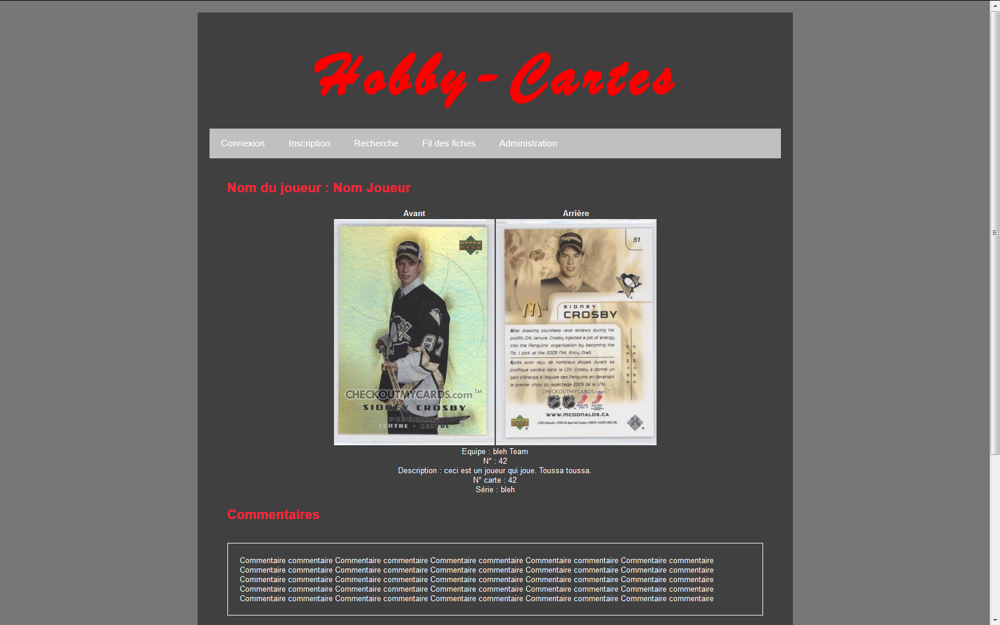 Hobby-Cartes
Connexion
Inscription
Recherche
Fil des fiches
Administration
Nom du joueur : Nom Joueur
Avant
Arrière
UPPER
DECK
87
CHECKOUTMYCARDS.com ™
SIDNEY CROSBY
PENGUINS
CENTRE • CENTRE
51
SIDNEY
CROSBY
After drawing countless rave reviews during his
prolific CHL tenure, Crosby injected a jolt of energy
into the Penguins' organization by becoming the
No. 1 pick at the 2005 NHL Entry Draft.
Après avoir reçu de nombreux éloges durant sa
prolifique carrière dans la LCH, Crosby a donné un
gain d'énergie à l'équipe des Penguins en devenant
le premier choix du repêchage 2005 de la LNH.
CENTRE
CENTRE
CHECKOUTMYCARDS.com ™
WWW.MCDONALDS.CA
UPPER
DECK
Equipe : bleh Team
N° : 42
Description : ceci est un joueur qui joue. Toussa toussa.
N° carte : 42
Série : bleh
Commentaires
Commentaire commentaire Commentaire commentaire Commentaire commentaire Commentaire commentaire Commentaire commentaire
Commentaire commentaire Commentaire commentaire Commentaire commentaire Commentaire commentaire Commentaire commentaire
Commentaire commentaire Commentaire commentaire Commentaire commentaire Commentaire commentaire Commentaire commentaire
Commentaire commentaire Commentaire commentaire Commentaire commentaire Commentaire commentaire Commentaire commentaire
Commentaire commentaire Commentaire commentaire Commentaire commentaire Commentaire commentaire Commentaire commentaire